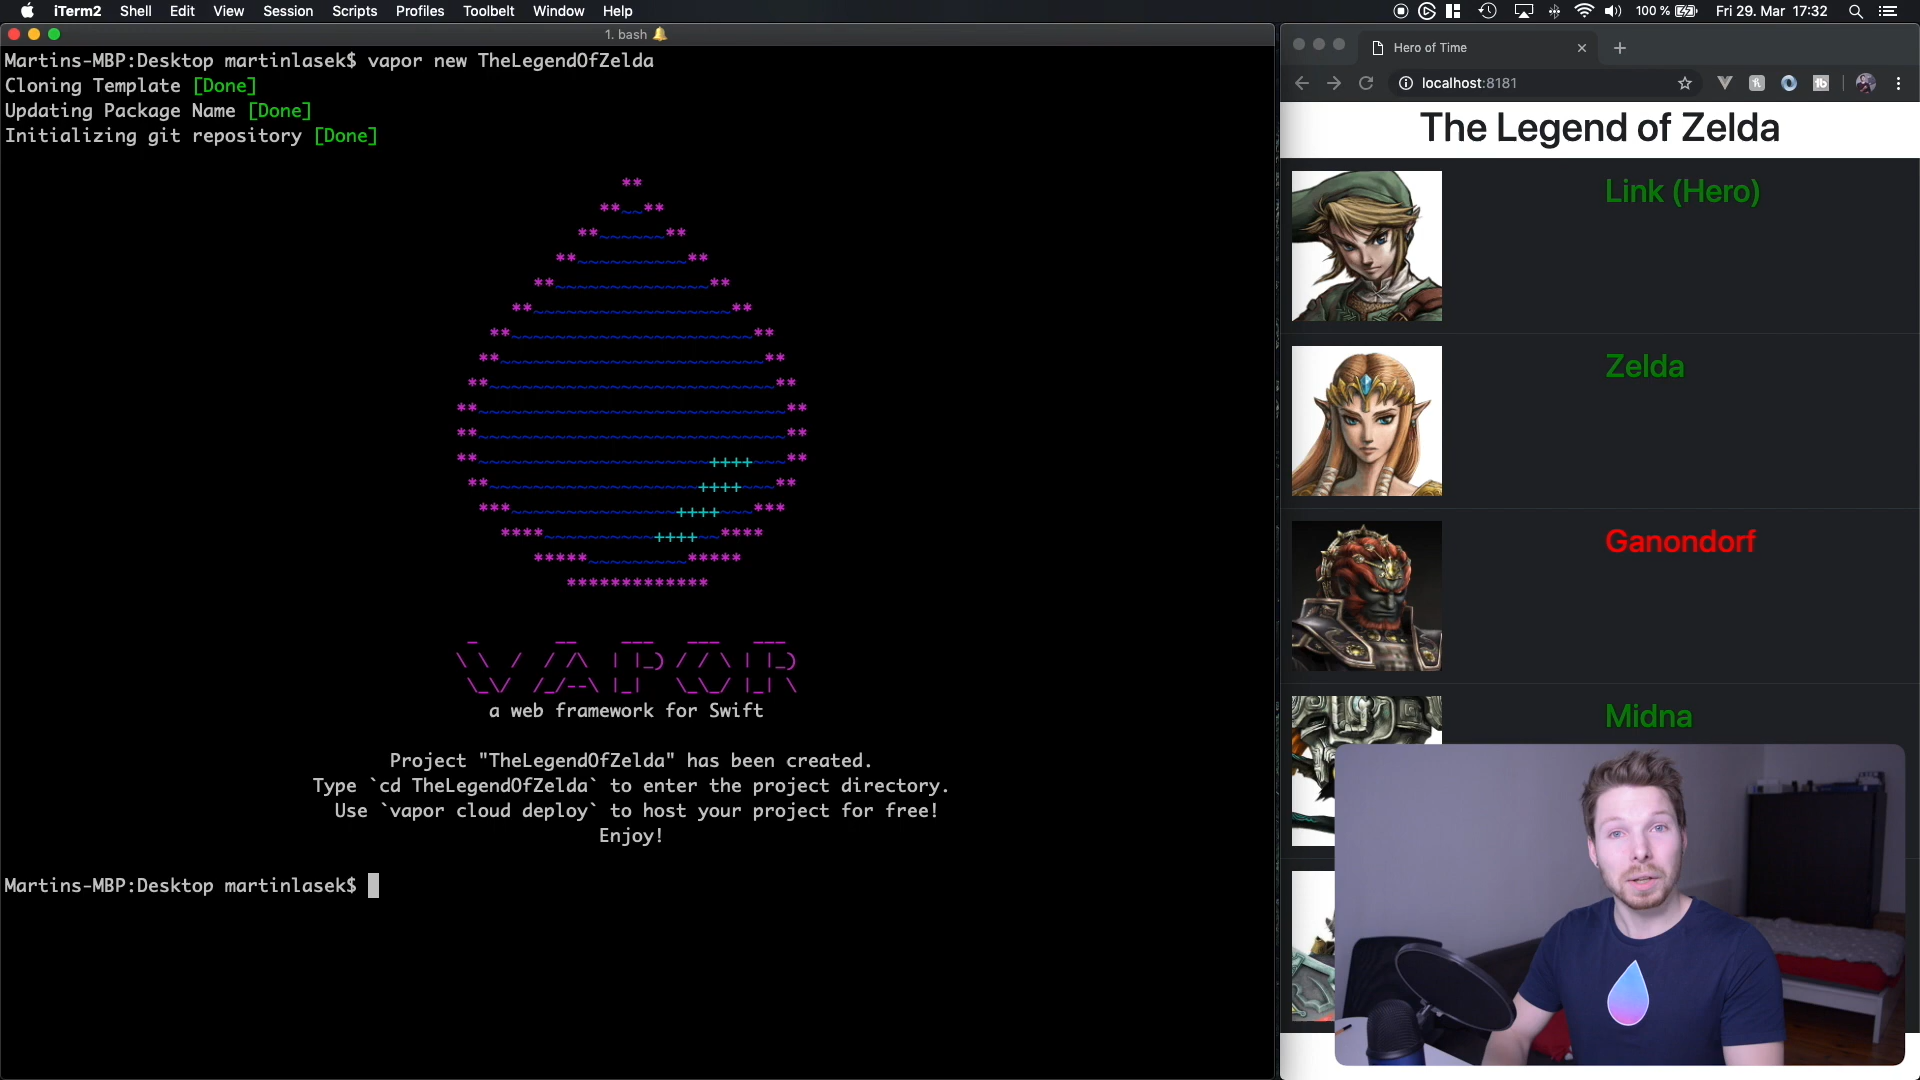 iTerm2 Shell Edit View Session Scripts Profiles Toolbelt Window Help 100 % Fri 29. Mar 17:32
1. bash
Martins-MBP:Desktop martinlasek$ vapor new TheLegendOfZelda
Cloning Template [Done]
Updating Package Name [Done]
Initializing git repository [Done]
**
**~~**
**~~~~~~**
**~~~~~~~~~~**
**~~~~~~~~~~~~~~**
**~~~~~~~~~~~~~~~~~~**
**~~~~~~~~~~~~~~~~~~~~~~**
**~~~~~~~~~~~~~~~~~~~~~~~~**
**~~~~~~~~~~~~~~~~~~~~~~~~~~**
**~~~~~~~~~~~~~~~~~~~~~~~~~~~~**
**~~~~~~~~~~~~~~~~~~~~~~~~~~~~**
**~~~~~~~~~~~~~~~~~~~~~++++~~~**
**~~~~~~~~~~~~~~~~~~~++++~~~**
***~~~~~~~~~~~~~~~++++~~~***
****~~~~~~~~~~++++~~****
*****~~~~~~~~~*****
*************
VAPOR
a web framework for Swift
Project "TheLegendOfZelda" has been created.
Type `cd TheLegendOfZelda` to enter the project directory.
Use `vapor cloud deploy` to host your project for free!
Enjoy!
Martins-MBP:Desktop martinlasek$
Hero of Time
localhost:8181
The Legend of Zelda
Link (Hero)
Zelda
Ganondorf
Midna